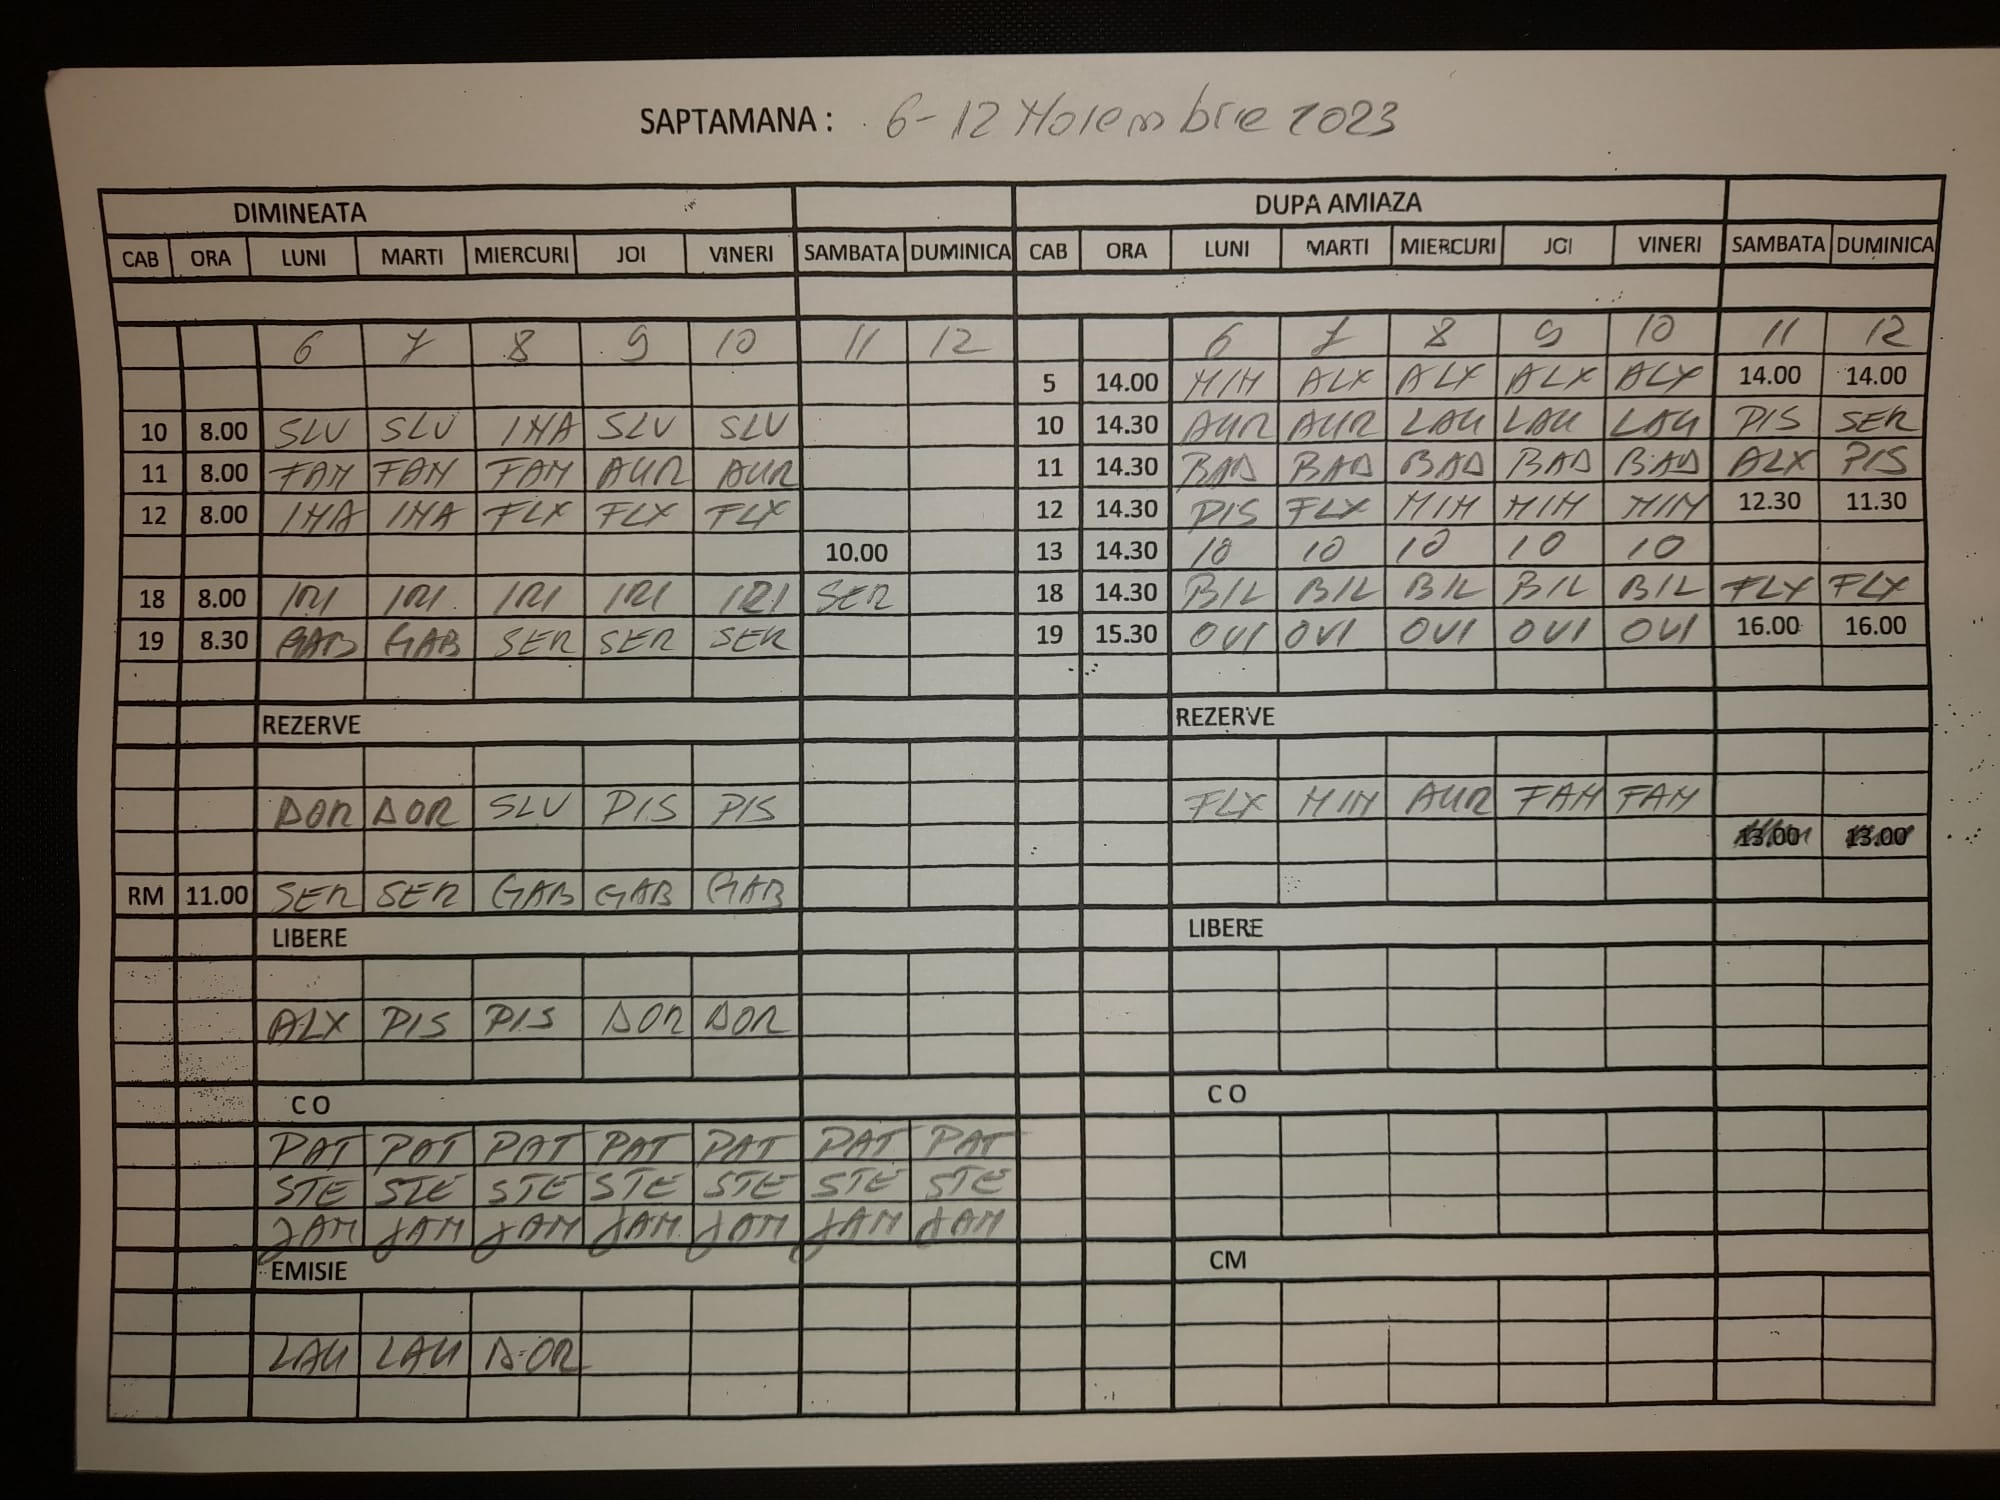 SAPTAMANA : 6-12 Noiembrie 2023
DIMINEATA DUPA AMIAZA
CAB ORA LUNI MARTI MIERCURI JOI VINERI SAMBATA DUMINICA CAB ORA LUNI MARTI MIERCURI JOI VINERI SAMBATA DUMINICA
6 7 8 9 10 11 12 6 7 8 9 10 11 12
5 14.00 MIH ALX ALX ALX ALX 14.00 14.00
10 8.00 SLU SLU INA SLU SLU 10 14.30 AUR AUR LAU LAU LAU PIS SER
11 8.00 FAM FAM FAM AUR AUR 11 14.30 BAD BAD BAD BAD BAD ALX PIS
12 8.00 INA INA FLX FLX FLX 12 14.30 PIS FLX MIH MIH MIH 12.30 11.30
10.00 13 14.30 10 10 10 10 10
18 8.00 IRI IRI IRI IRI IRI SER 18 14.30 BIL BIL BIL BIL BIL FLX FLX
19 8.30 GAB GAB SER SER SER 19 15.30 OVI OVI OVI OVI OVI 16.00 16.00
REZERVE REZERVE
DOR DOR SLU PIS PIS FLX MIH AUR FAM FAM
13.00 13.00
RM 11.00 SER SER GAB GAB GAB
LIBERE LIBERE
ALX PIS PIS DOR DOR
C O C O
PAT PAT PAT PAT PAT PAT PAT
STE STE STE STE STE STE STE
JAM JAM JAM JAM JAM JAM JAM
EMISIE CM
LAU LAU DOR